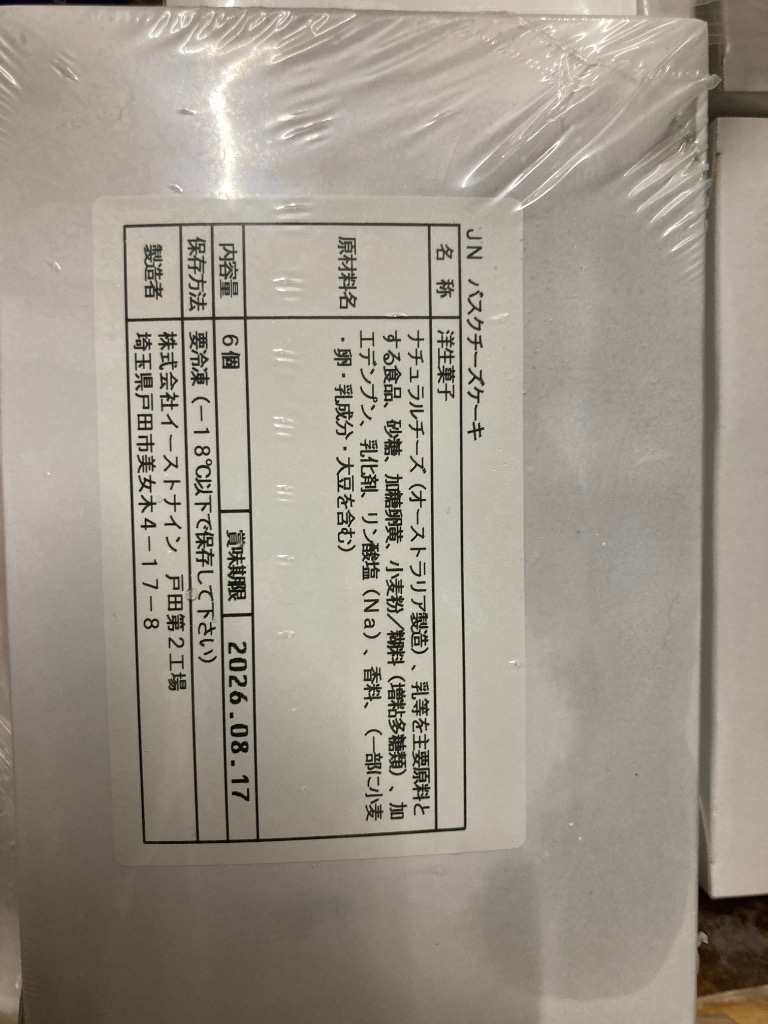 JN バスクチーズケーキ
名 称 洋生菓子
原材料名 ナチュラルチーズ(オーストラリア製造)、乳等を主要原料と
する食品、砂糖、加糖卵黄、小麦粉/糊料(増粘多糖類)、加
工デンプン、乳化剤、リン酸塩(Na)、香料、(一部に小麦
・卵・乳成分・大豆を含む)
内容量 6個 賞味期限 2026.08.17
保存方法 要冷凍(-18℃以下で保存して下さい)
製造者 株式会社イーストナイン 戸田第2工場
埼玉県戸田市美女木4-17-8